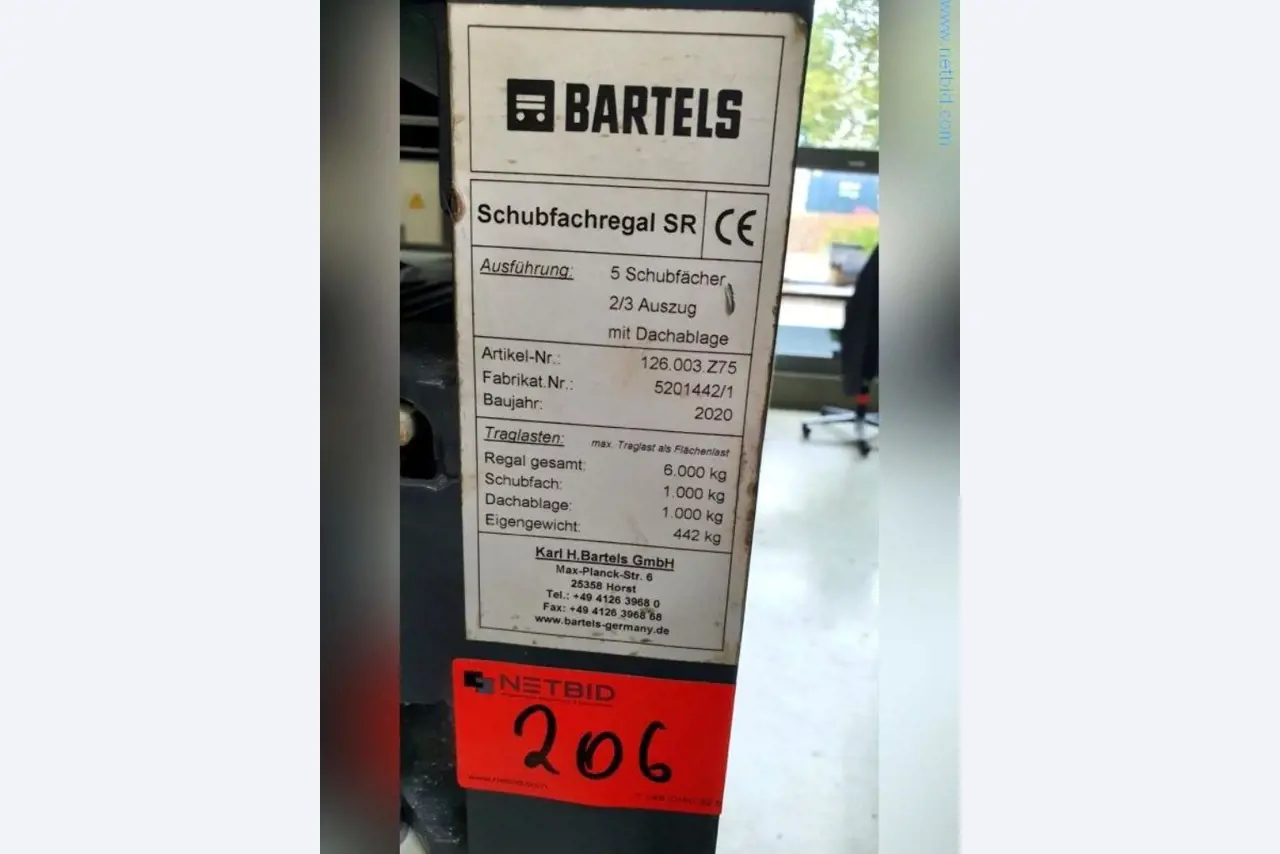 www.netbid.com
BARTELS
Schubfachregal SR CE
Ausführung: 5 Schubfächer
2/3 Auszug
mit Dachablage
Artikel-Nr.: 126.003.Z75
Fabrikat.Nr.: 5201442/1
Baujahr: 2020
Traglasten: max. Traglast als Flächenlast
Regal gesamt: 6.000 kg
Schubfach: 1.000 kg
Dachablage: 1.000 kg
Eigengewicht: 442 kg
Karl H.Bartels GmbH
Max-Planck-Str. 6
25358 Horst
Tel.: +49 4126 3968 0
Fax: +49 4126 3968 68
www.bartels-germany.de
NETBID
206
www.netbid.com